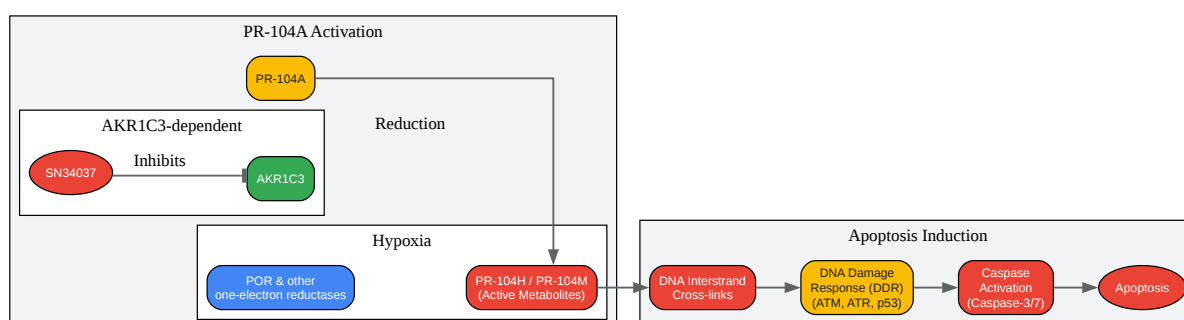 PR-104A Activation
PR-104A
AKR1C3-dependent
Reduction
SN34037
Inhibits
AKR1C3
Hypoxia
POR & other
one-electron reductases
PR-104H / PR-104M
(Active Metabolites)
Apoptosis Induction
DNA Interstrand
Cross-links
DNA Damage
Response (DDR)
(ATM, ATR, p53)
Caspase
Activation
(Caspase-3/7)
Apoptosis